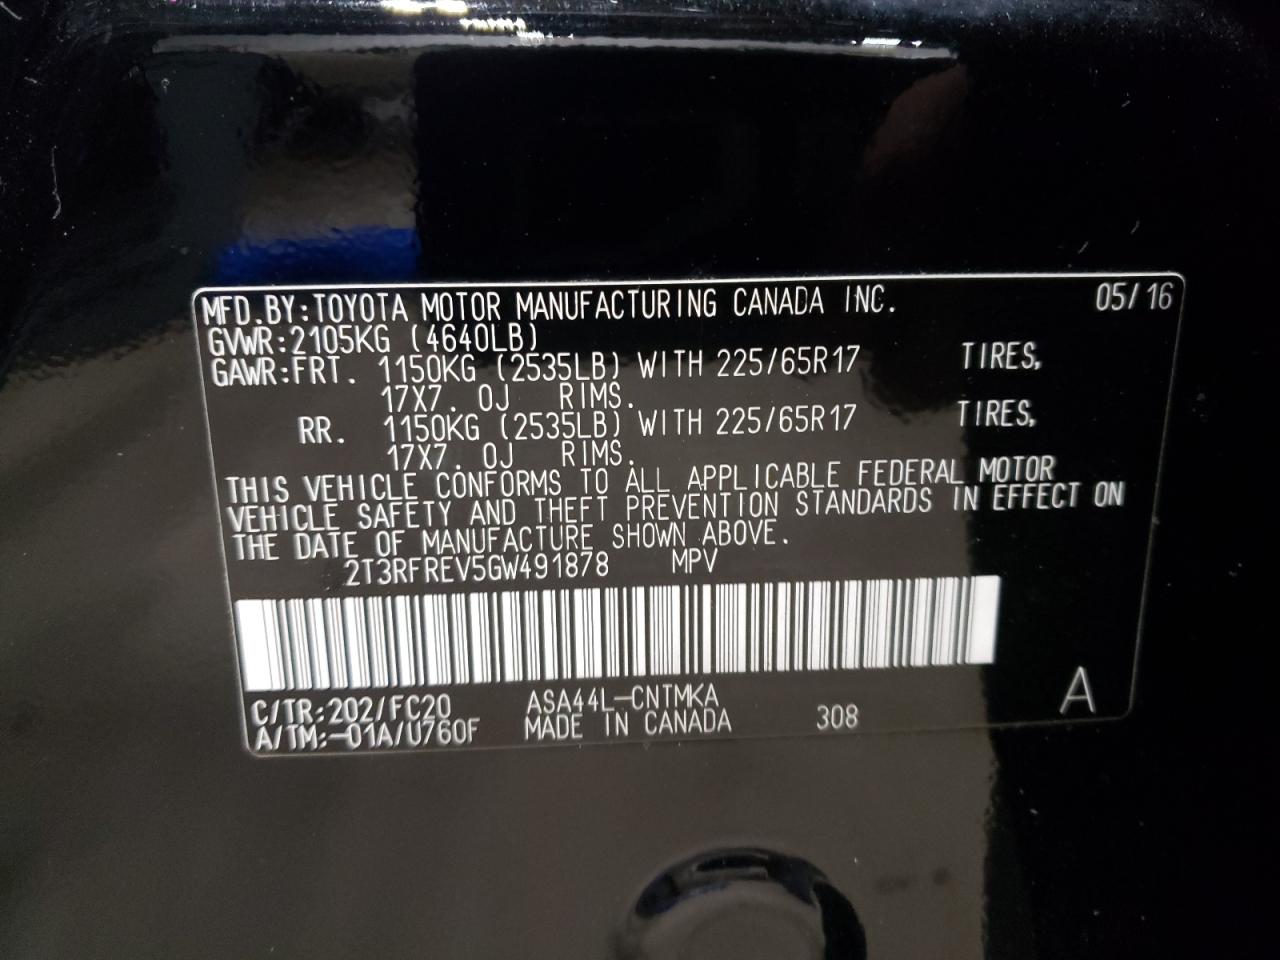 MFD.BY:TOYOTA MOTOR MANUFACTURING CANADA INC. 05/16
GVWR:2105KG (4640LB)
GAWR:FRT. 1150KG (2535LB) WITH 225/65R17 TIRES,
17X7.0J RIMS.
RR. 1150KG (2535LB) WITH 225/65R17 TIRES,
17X7.0J RIMS.
THIS VEHICLE CONFORMS TO ALL APPLICABLE FEDERAL MOTOR
VEHICLE SAFETY AND THEFT PREVENTION STANDARDS IN EFFECT ON
THE DATE OF MANUFACTURE SHOWN ABOVE.
2T3RFREV5GW491878 MPV
C/TR:202/FC20 ASA44L-CNTMKA A
A/TM:-01A/U760F MADE IN CANADA 308